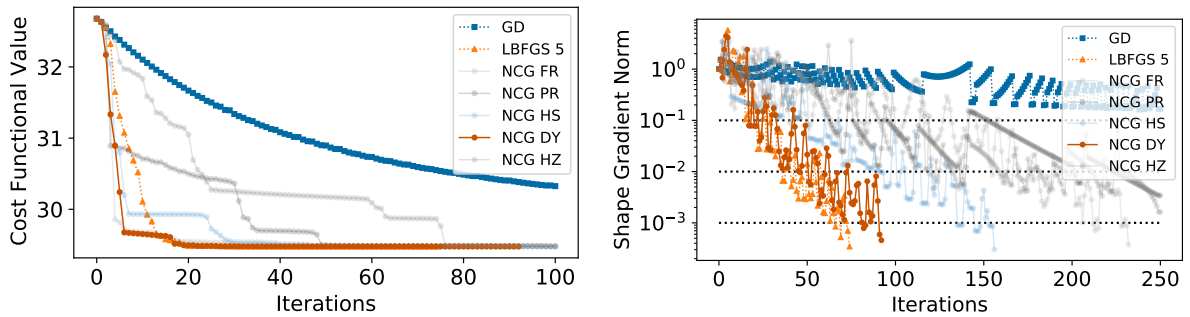 Cost Functional Value
32
31
30
0
20
40
60
80
100
Iterations
GD
LBFGS 5
NCG FR
NCG PR
NCG HS
NCG DY
NCG HZ
Shape Gradient Norm
10⁰
10⁻¹
10⁻²
10⁻³
0
50
100
150
200
250
Iterations
GD
LBFGS 5
NCG FR
NCG PR
NCG HS
NCG DY
NCG HZ